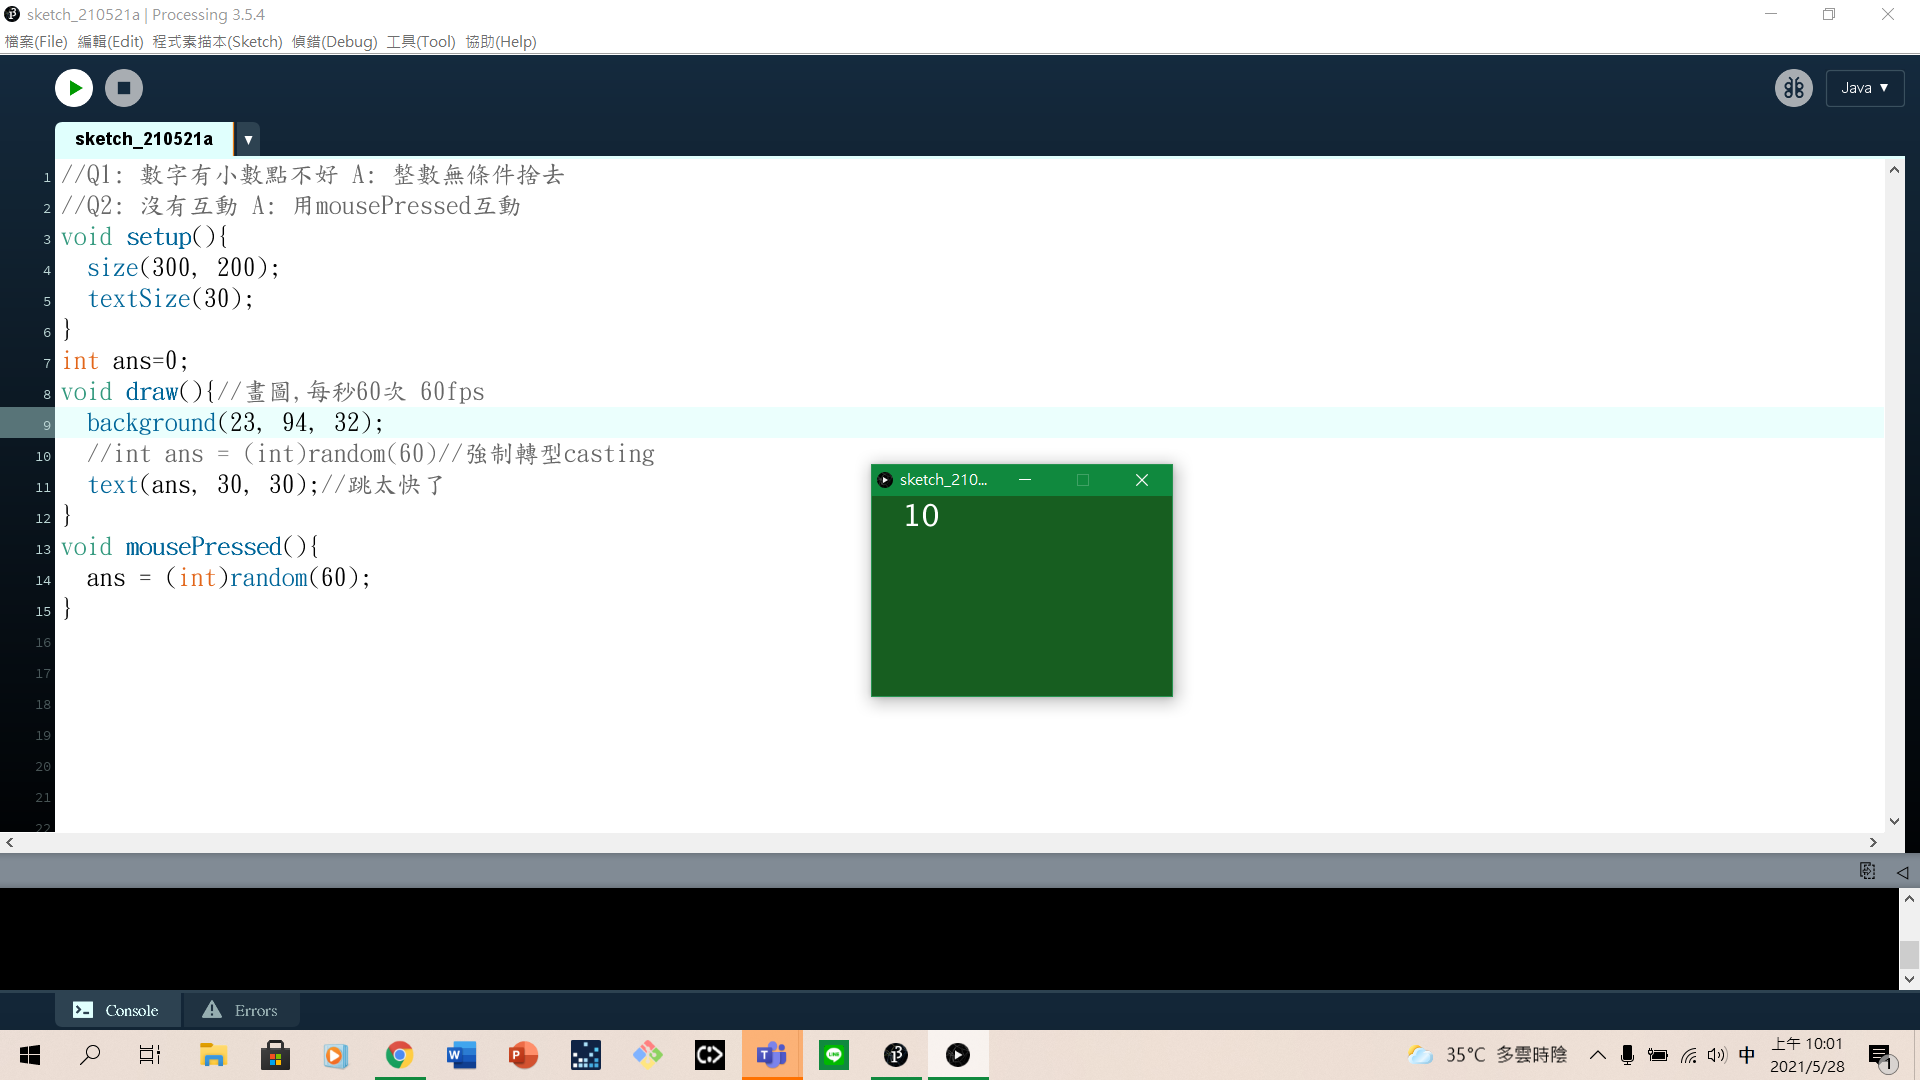 sketch_210521a | Processing 3.5.4
檔案(File) 編輯(Edit) 程式素描本(Sketch) 偵錯(Debug) 工具(Tool) 協助(Help)
Java ▼
sketch_210521a ▼
1 //Q1: 數字有小數點不好 A: 整數無條件捨去
2 //Q2: 沒有互動 A: 用mousePressed互動
3 void setup(){
4 size(300, 200);
5 textSize(30);
6 }
7 int ans=0;
8 void draw(){//畫圖,每秒60次 60fps
9 background(23, 94, 32);
10 //int ans = (int)random(60)//強制轉型casting
11 text(ans, 30, 30);//跳太快了
12 }
13 void mousePressed(){
14 ans = (int)random(60);
15 }
16
17
18
19
20
21
22
sketch_210...
10
Console
Errors
35°C 多雲時陰
中
上午 10:01
2021/5/28
1